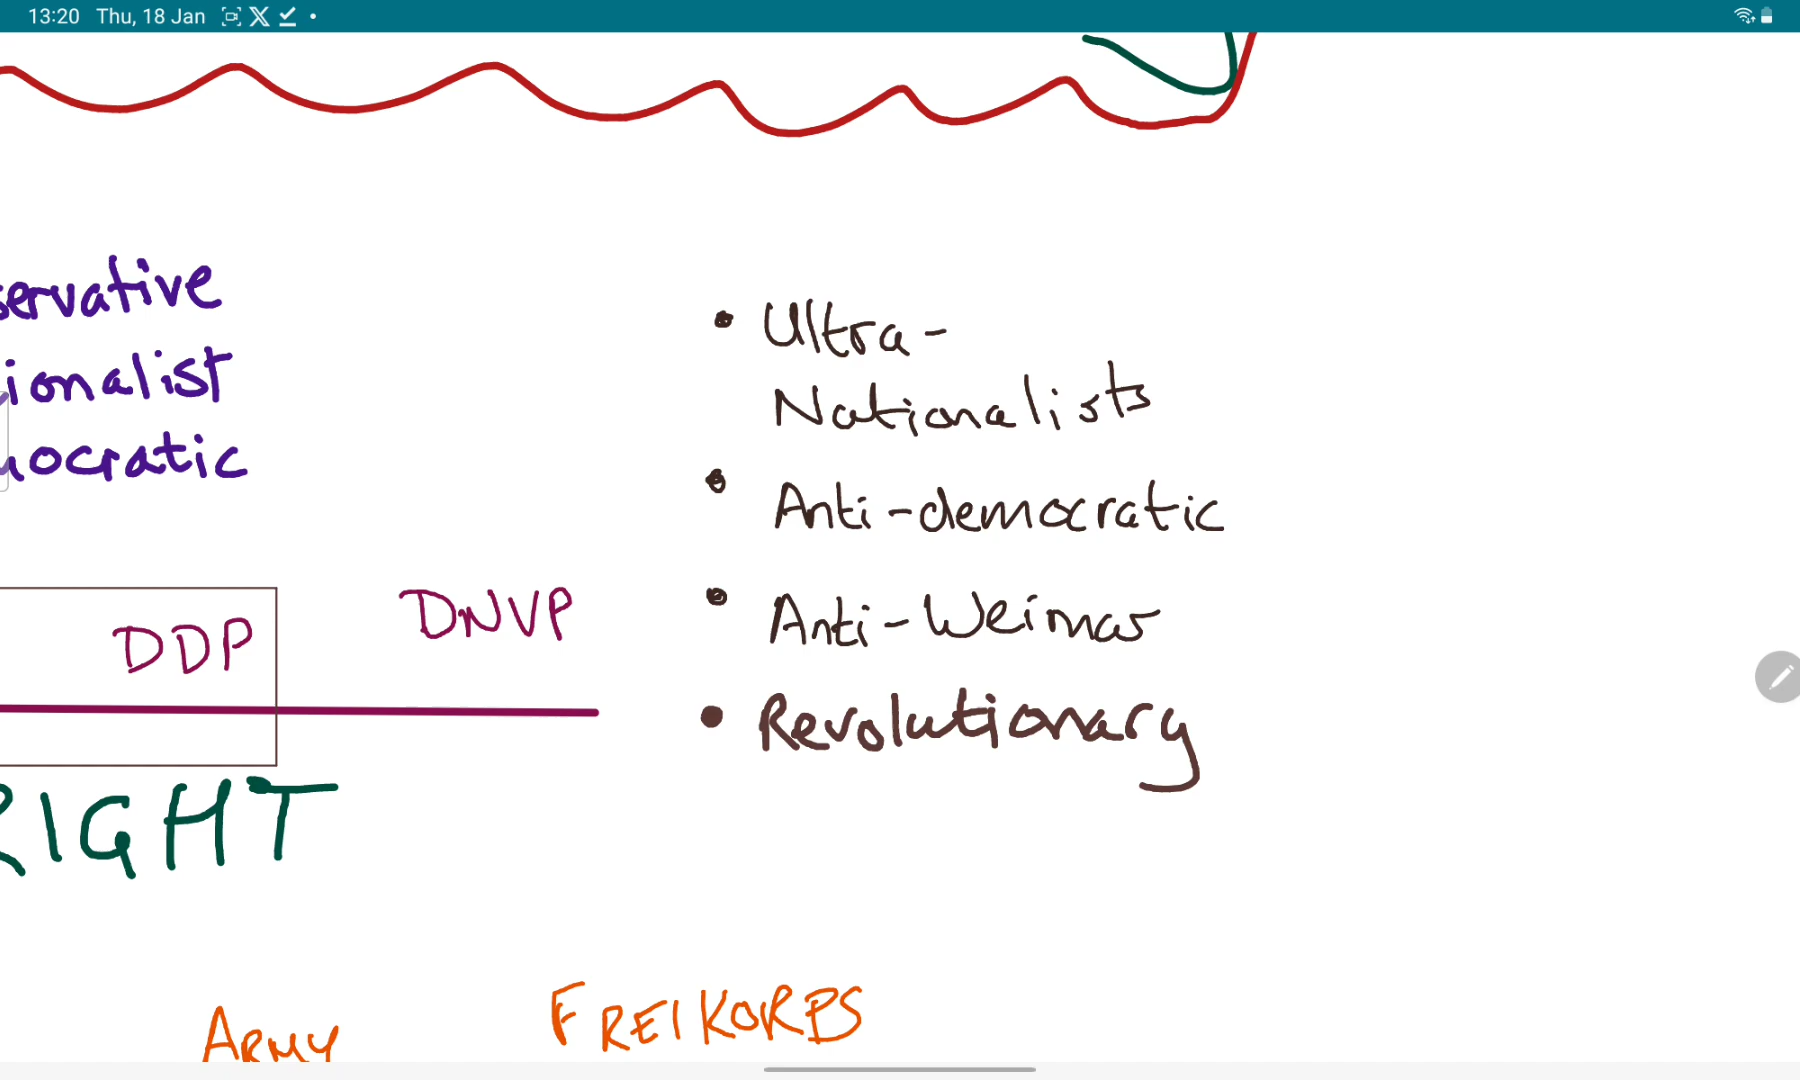 13:20 Thu, 18 Jan
servative
ionalist
ocratic
• Ultra-
Nationalists
• Anti-democratic
• Anti-Weimar
• Revolutionary
DDP
DNVP
RIGHT
ARMY
FREIKORPS